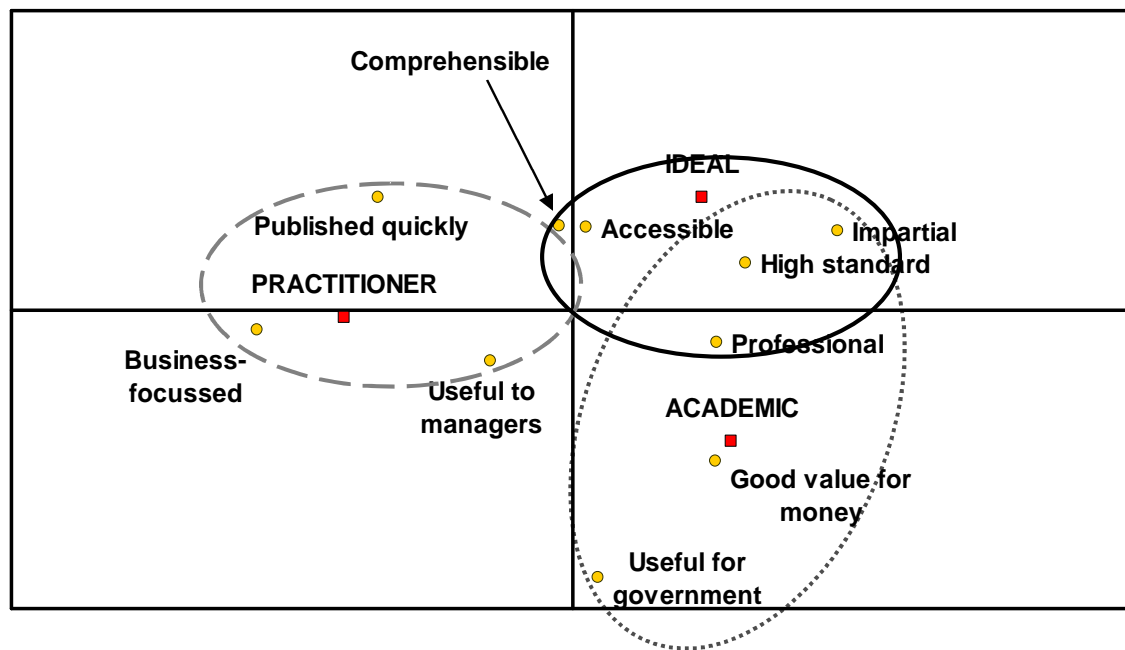 Comprehensible
IDEAL
Published quickly
Accessible
Impartial
High standard
PRACTITIONER
Professional
Business-
focussed
Useful to
managers
ACADEMIC
Good value for
money
Useful for
government